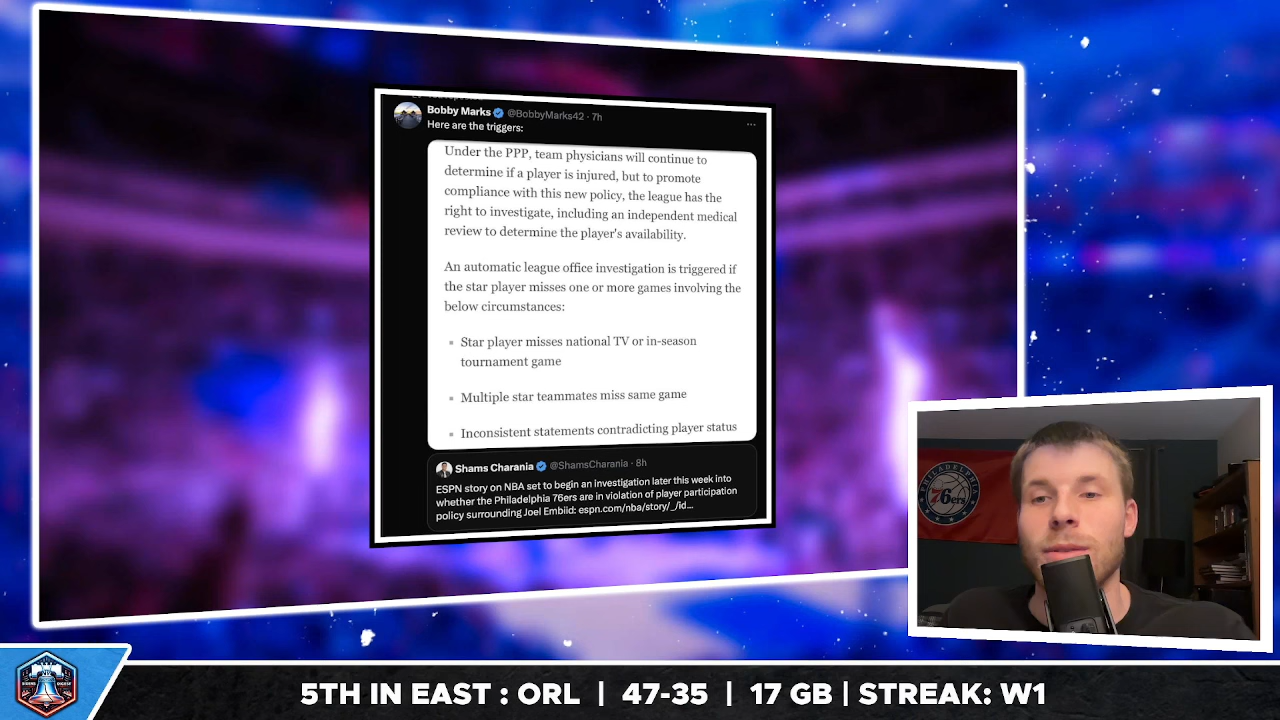 Bobby Marks @BobbyMarks42 · 7h
Here are the triggers:
Under the PPP, team physicians will continue to
determine if a player is injured, but to promote
compliance with this new policy, the league has the
right to investigate, including an independent medical
review to determine the player's availability.
An automatic league office investigation is triggered if
the star player misses one or more games involving the
below circumstances:
▪ Star player misses national TV or in-season
tournament game
▪ Multiple star teammates miss same game
▪ Inconsistent statements contradicting player status
Shams Charania @ShamsCharania · 8h
ESPN story on NBA set to begin an investigation later this week into
whether the Philadelphia 76ers are in violation of player participation
policy surrounding Joel Embiid: espn.com/nba/story/_/id...
PHILADELPHIA
76ers
5TH IN EAST : ORL | 47-35 | 17 GB | STREAK: W1